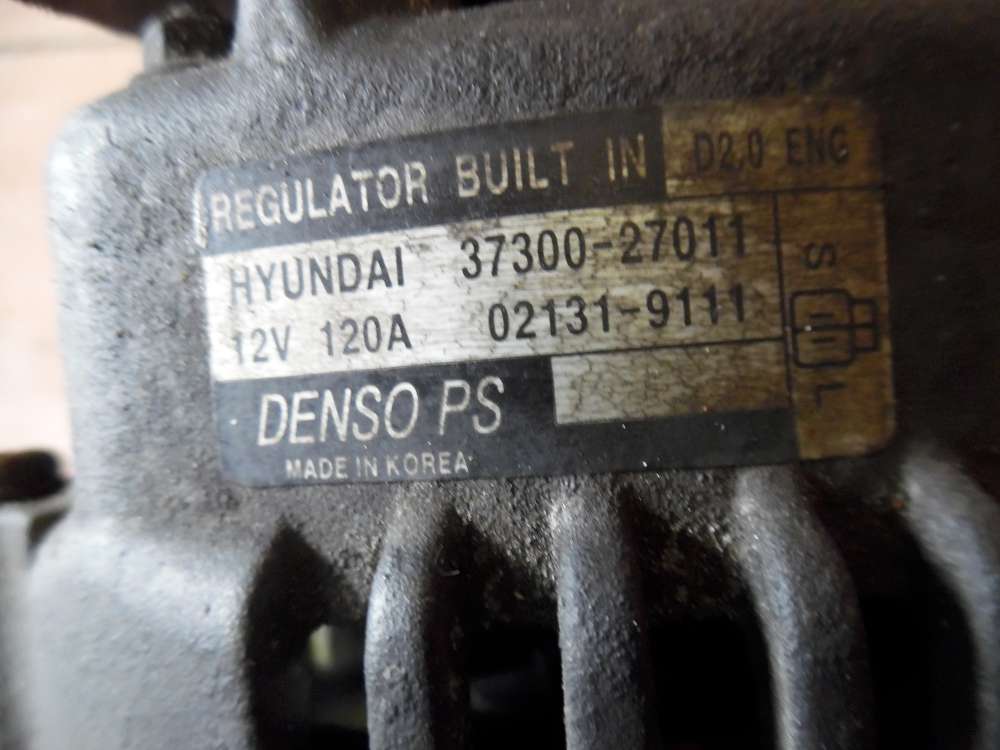 REGULATOR BUILT IN D2,0 ENG
HYUNDAI 37300-27011
12V 120A 02131-9111
S
L
DENSO PS
MADE IN KOREA